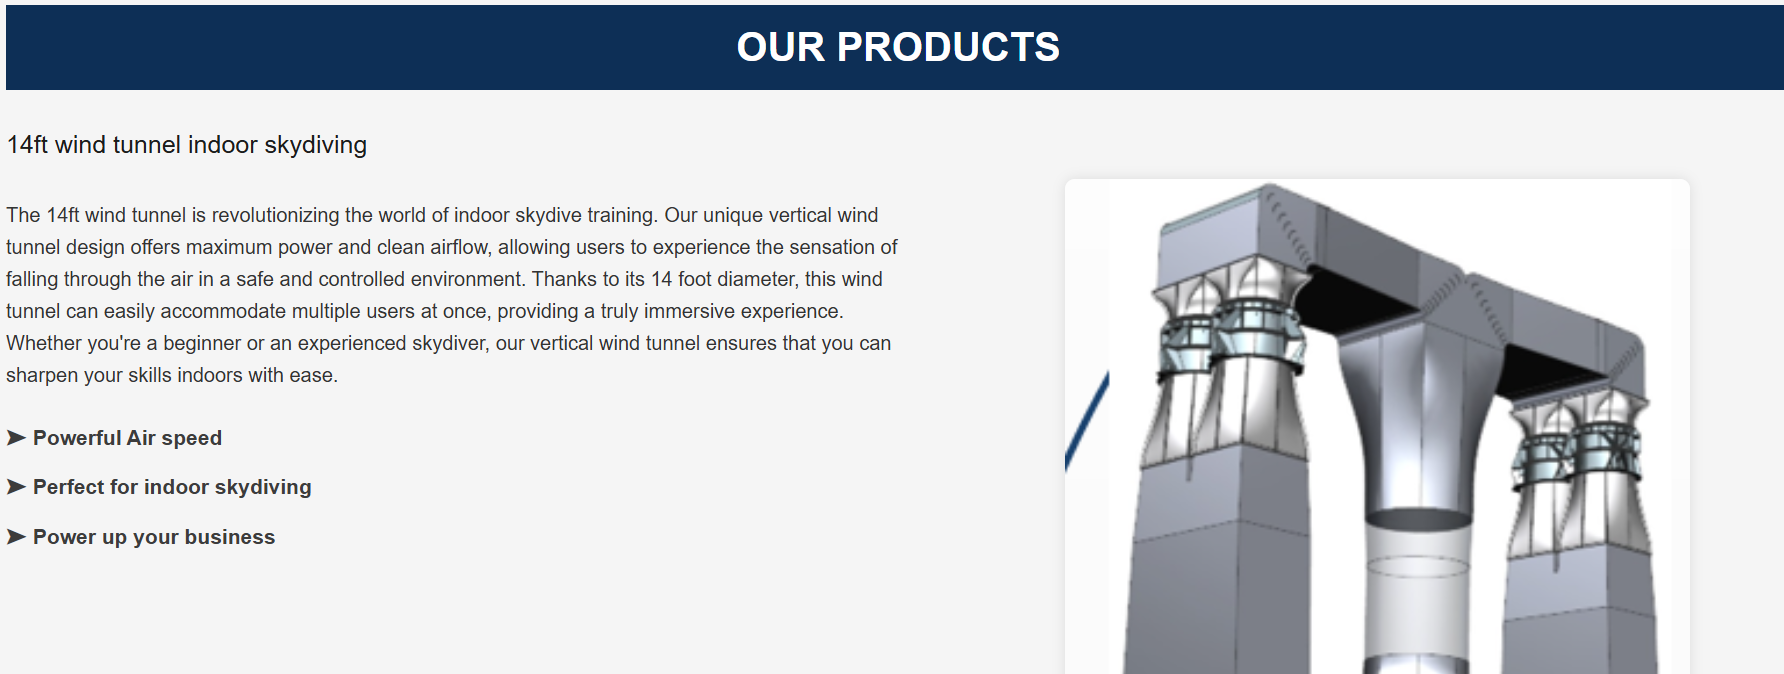 OUR PRODUCTS
14ft wind tunnel indoor skydiving
The 14ft wind tunnel is revolutionizing the world of indoor skydive training. Our unique vertical wind
tunnel design offers maximum power and clean airflow, allowing users to experience the sensation of
falling through the air in a safe and controlled environment. Thanks to its 14 foot diameter, this wind
tunnel can easily accommodate multiple users at once, providing a truly immersive experience.
Whether you're a beginner or an experienced skydiver, our vertical wind tunnel ensures that you can
sharpen your skills indoors with ease.
➤ Powerful Air speed
➤ Perfect for indoor skydiving
➤ Power up your business